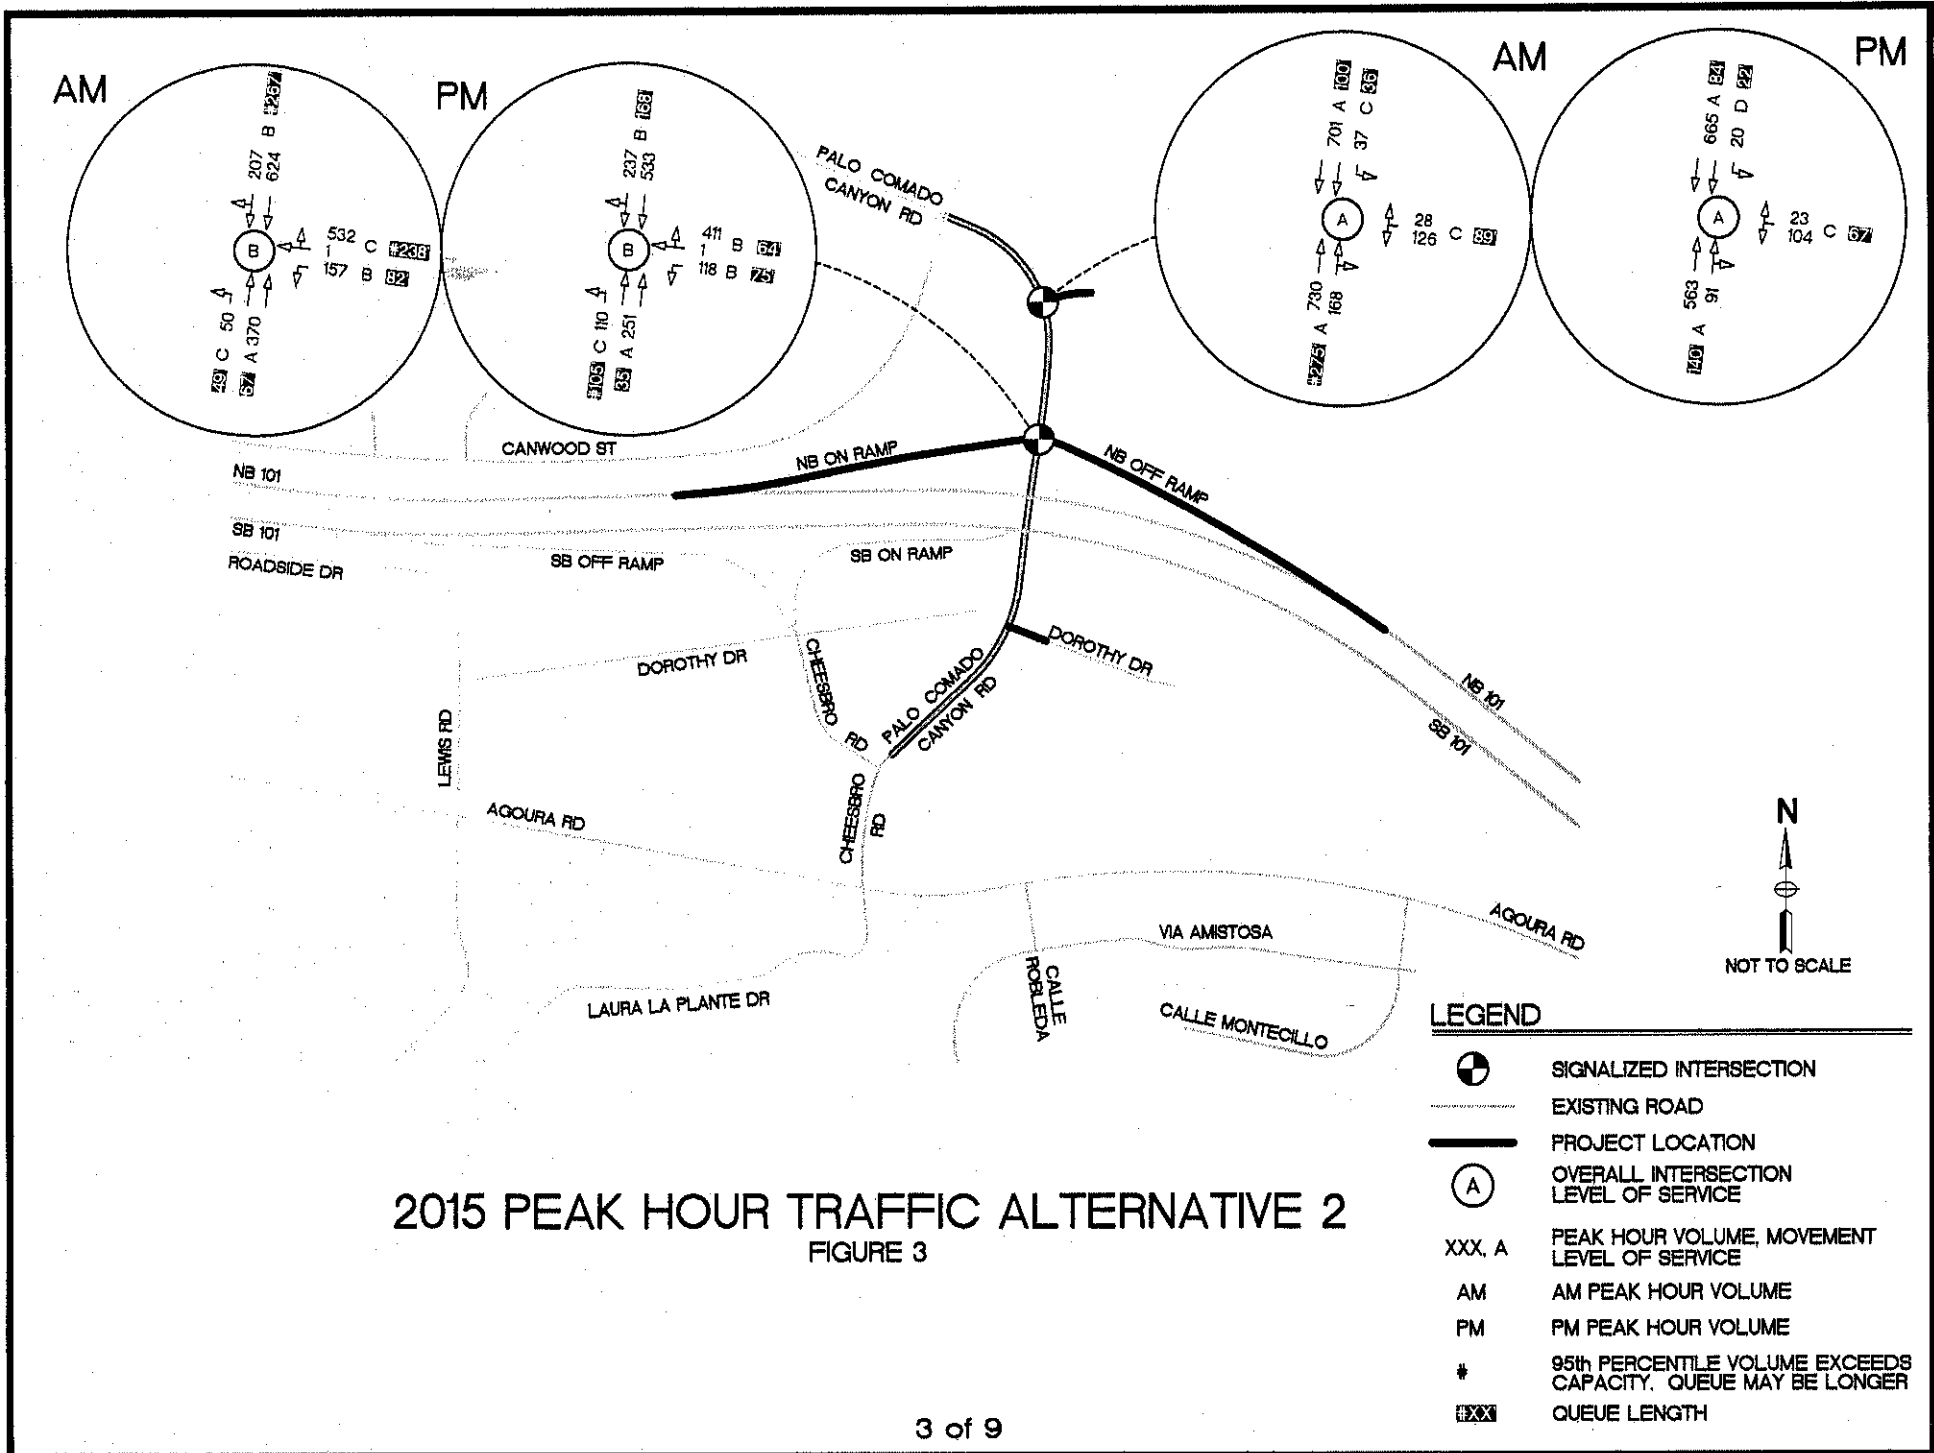 AM
PM
AM
PM
207 B #267'
624
532 C #238'
1
157 B 82'
49' C 50
67' A 370
B
237 B 168'
533
411 B 64'
1
118 B 75'
#105' C 110
35' A 251
B
701 A 100'
37 C 36'
28
126 C 89'
#275' A 730
168
A
665 A 84'
20 D 22'
23
104 C 67'
140' A 563
91
A
PALO COMADO
CANYON RD
CANWOOD ST
NB ON RAMP
NB OFF RAMP
NB 101
SB 101
ROADSIDE DR
SB OFF RAMP
SB ON RAMP
DOROTHY DR
CHEESBRO
RD
PALO COMADO
CANYON RD
DOROTHY DR
NB 101
SB 101
LEWIS RD
AGOURA RD
CHEESBRO
RD
VIA AMISTOSA
AGOURA RD
CALLE
ROBLEDA
LAURA LA PLANTE DR
CALLE MONTECILLO
N
NOT TO SCALE
LEGEND
SIGNALIZED INTERSECTION
EXISTING ROAD
PROJECT LOCATION
A OVERALL INTERSECTION
LEVEL OF SERVICE
XXX, A PEAK HOUR VOLUME, MOVEMENT
LEVEL OF SERVICE
AM AM PEAK HOUR VOLUME
PM PM PEAK HOUR VOLUME
# 95th PERCENTILE VOLUME EXCEEDS
CAPACITY. QUEUE MAY BE LONGER
#XX' QUEUE LENGTH
2015 PEAK HOUR TRAFFIC ALTERNATIVE 2
FIGURE 3
3 of 9